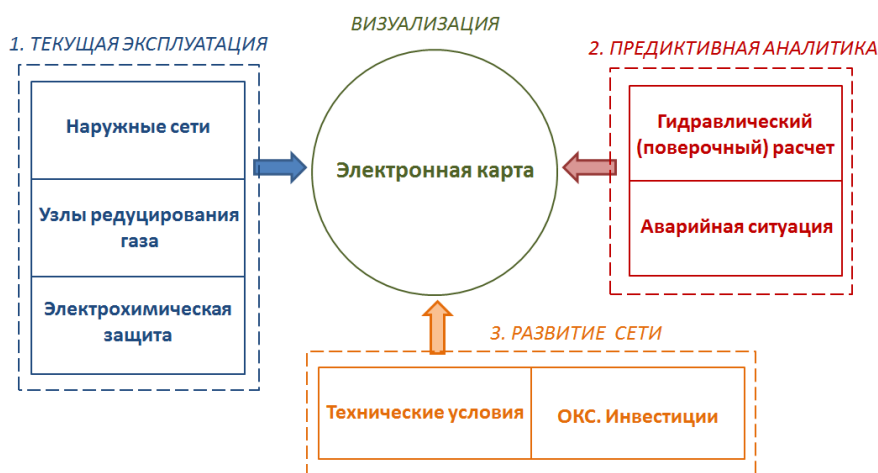 ВИЗУАЛИЗАЦИЯ
1. ТЕКУЩАЯ ЭКСПЛУАТАЦИЯ
Наружные сети
Узлы редуцирования
газа
Электрохимическая
защита
Электронная карта
2. ПРЕДИКТИВНАЯ АНАЛИТИКА
Гидравлический
(поверочный) расчет
Аварийная ситуация
3. РАЗВИТИЕ СЕТИ
Технические условия
ОКС. Инвестиции